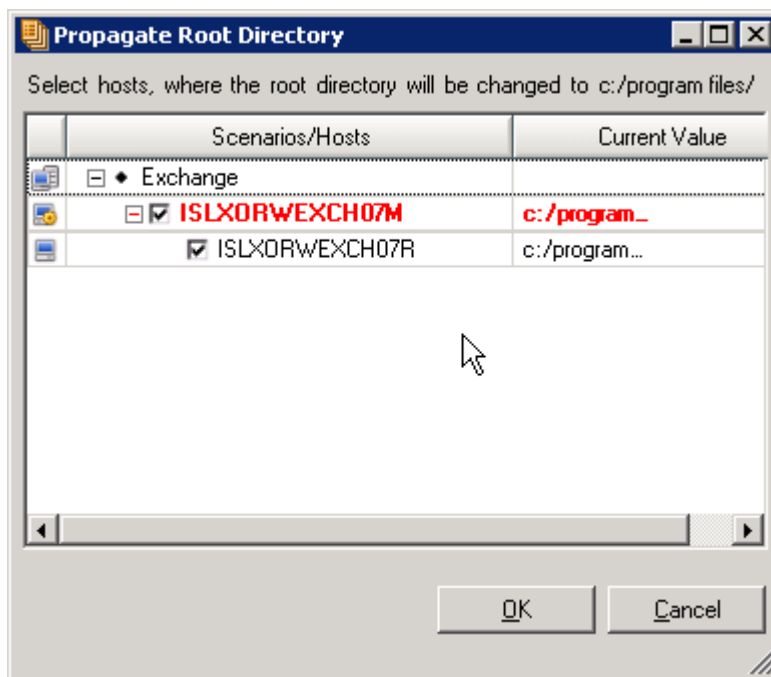 Propagate Root Directory
Select hosts, where the root directory will be changed to c:/program files/
Scenarios/Hosts Current Value
Exchange
ISLXORWEXCH07M c:/program...
ISLXORWEXCH07R c:/program...
OK Cancel